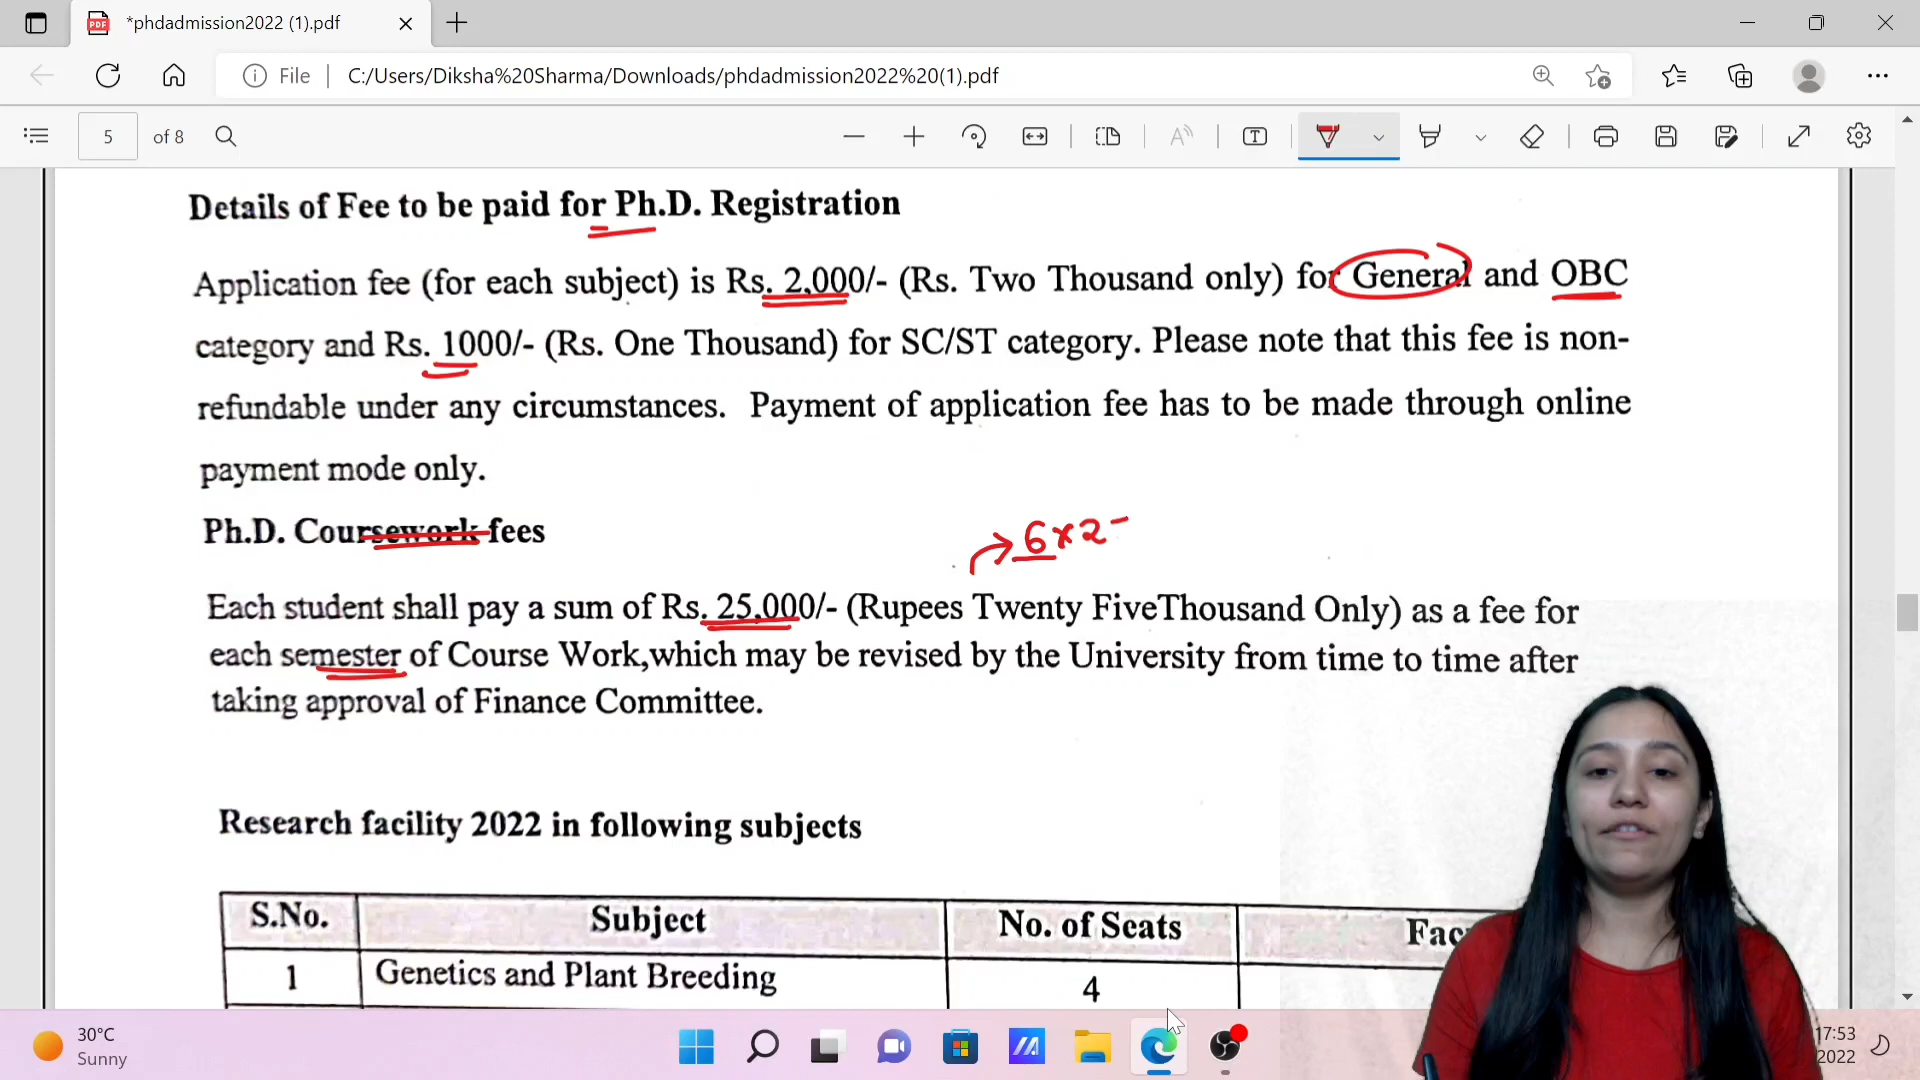 *phdadmission2022 (1).pdf
File
C:/Users/Diksha%20Sharma/Downloads/phdadmission2022%20(1).pdf
5 of 8
Details of Fee to be paid for Ph.D. Registration
Application fee (for each subject) is Rs. 2,000/- (Rs. Two Thousand only) for General and OBC
category and Rs. 1000/- (Rs. One Thousand) for SC/ST category. Please note that this fee is non-
refundable under any circumstances. Payment of application fee has to be made through online
payment mode only.
Ph.D. Coursework fees
6x2-
Each student shall pay a sum of Rs. 25,000/- (Rupees Twenty FiveThousand Only) as a fee for
each semester of Course Work,which may be revised by the University from time to time after
taking approval of Finance Committee.
Research facility 2022 in following subjects
S.No. Subject No. of Seats
1 Genetics and Plant Breeding 4
30°C
Sunny
17:53
2022